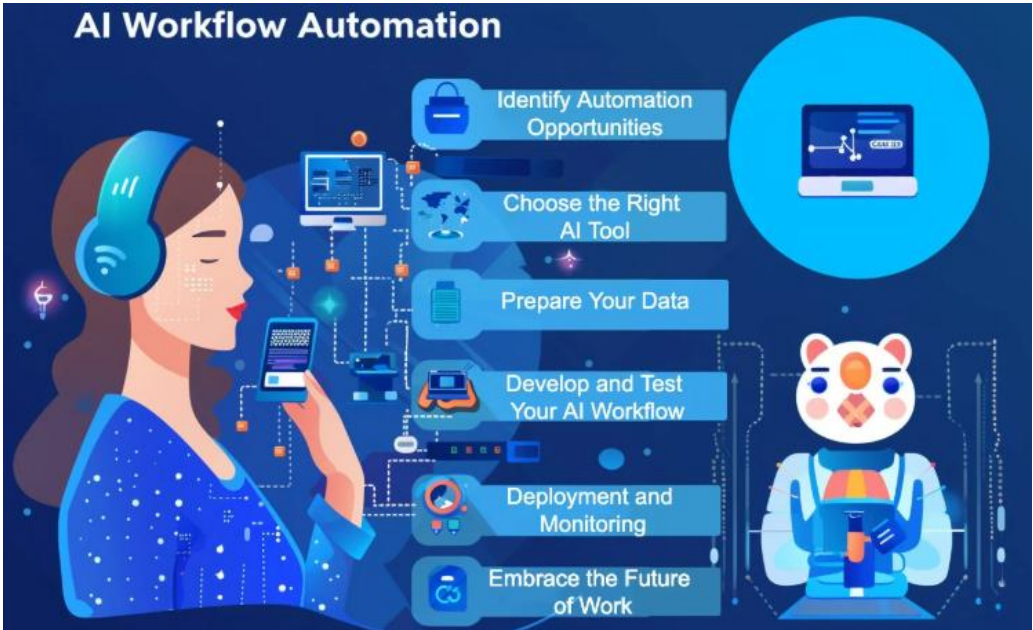 AI Workflow Automation
Identify Automation
Opportunities
Choose the Right
AI Tool
Prepare Your Data
Develop and Test
Your AI Workflow
Deployment and
Monitoring
Embrace the Future
of Work